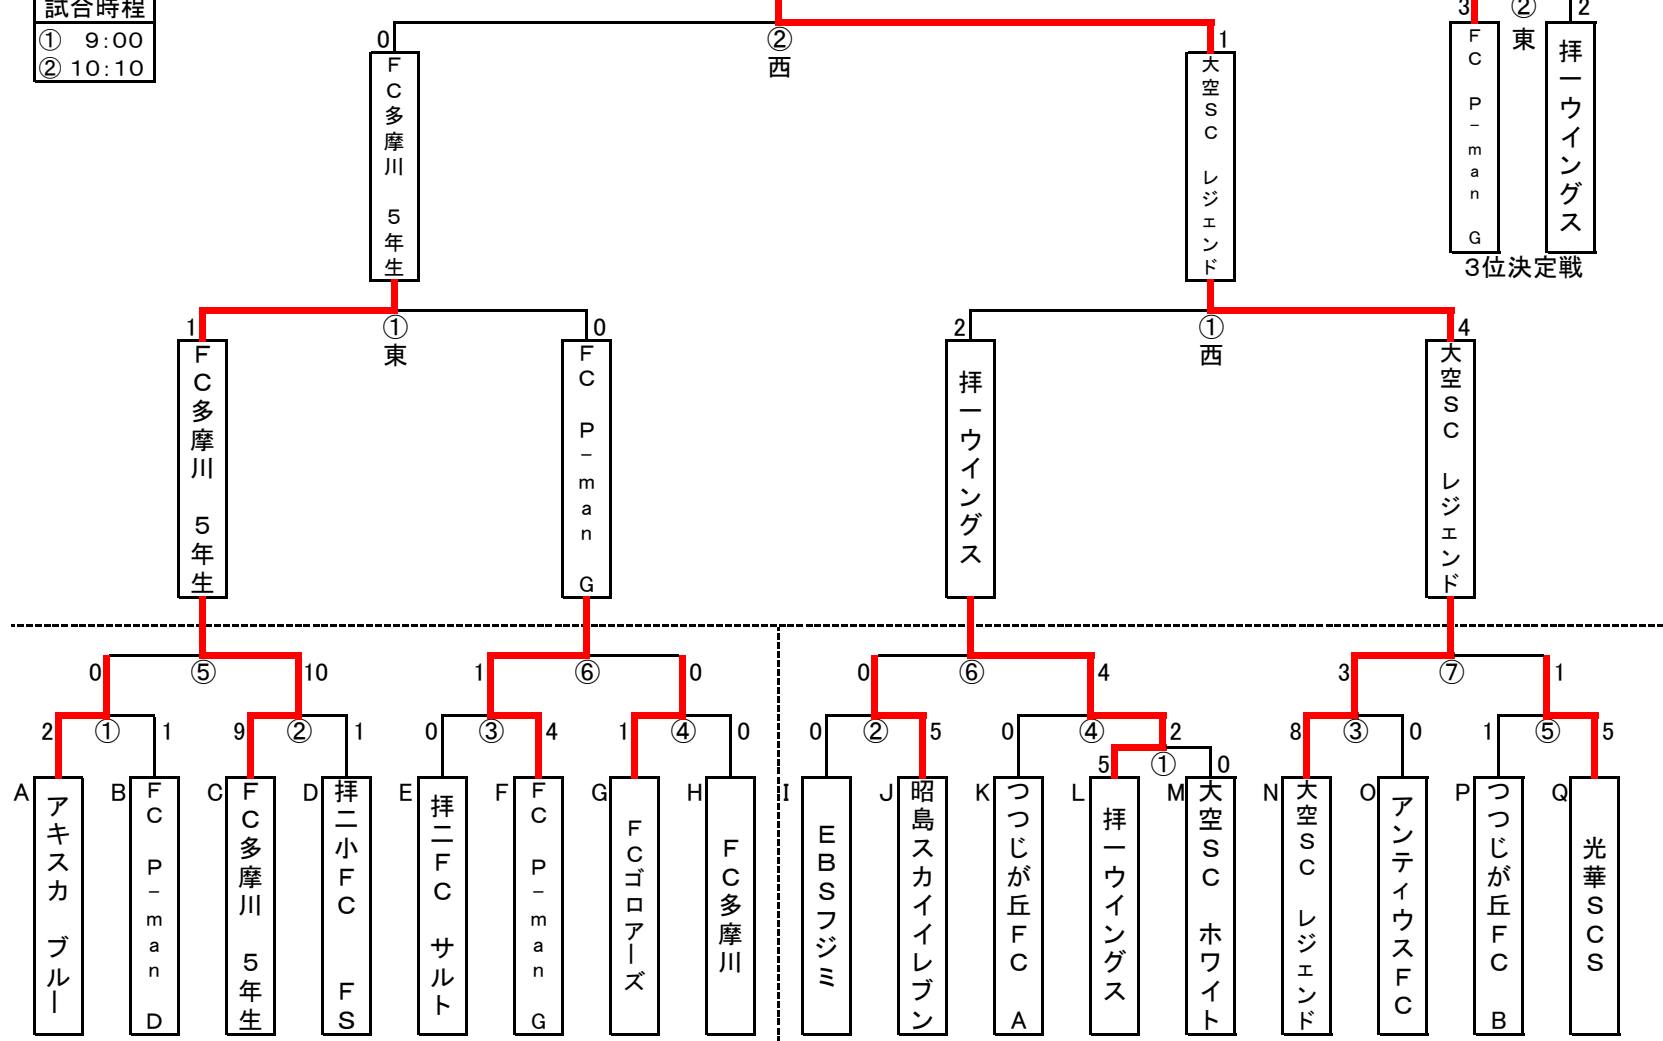 試合時程
① 9:00
② 10:10
0
②
西
1
3
②
東
2
FC多摩川 5年生
大空SC レジェンド
FC P-man G
拝一ウイングス
3位決定戦
1
①
東
0
2
①
西
4
FC多摩川 5年生
FC P-man G
拝一ウイングス
大空SC レジェンド
0
⑤
10
1
⑥
0
0
⑥
4
3
⑦
1
2
①
1
9
②
1
0
③
4
1
④
0
0
②
5
0
④
2
8
③
0
1
⑤
5
5
①
0
A
アキスカ ブルー
B
FC P-man D
C
FC多摩川 5年生
D
拝二小FC FS
E
拝二FC サルト
F
FC P-man G
G
FCゴロアーズ
H
FC多摩川
I
EBSフジミ
J
昭島スカイイレブン
K
つつじが丘FC A
L
拝一ウイングス
M
大空SC ホワイト
N
大空SC レジェンド
O
アンティウスFC
P
つつじが丘FC B
Q
光華SCS